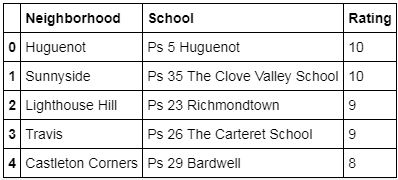 Neighborhood School Rating
0 Huguenot Ps 5 Huguenot 10
1 Sunnyside Ps 35 The Clove Valley School 10
2 Lighthouse Hill Ps 23 Richmondtown 9
3 Travis Ps 26 The Carteret School 9
4 Castleton Corners Ps 29 Bardwell 8